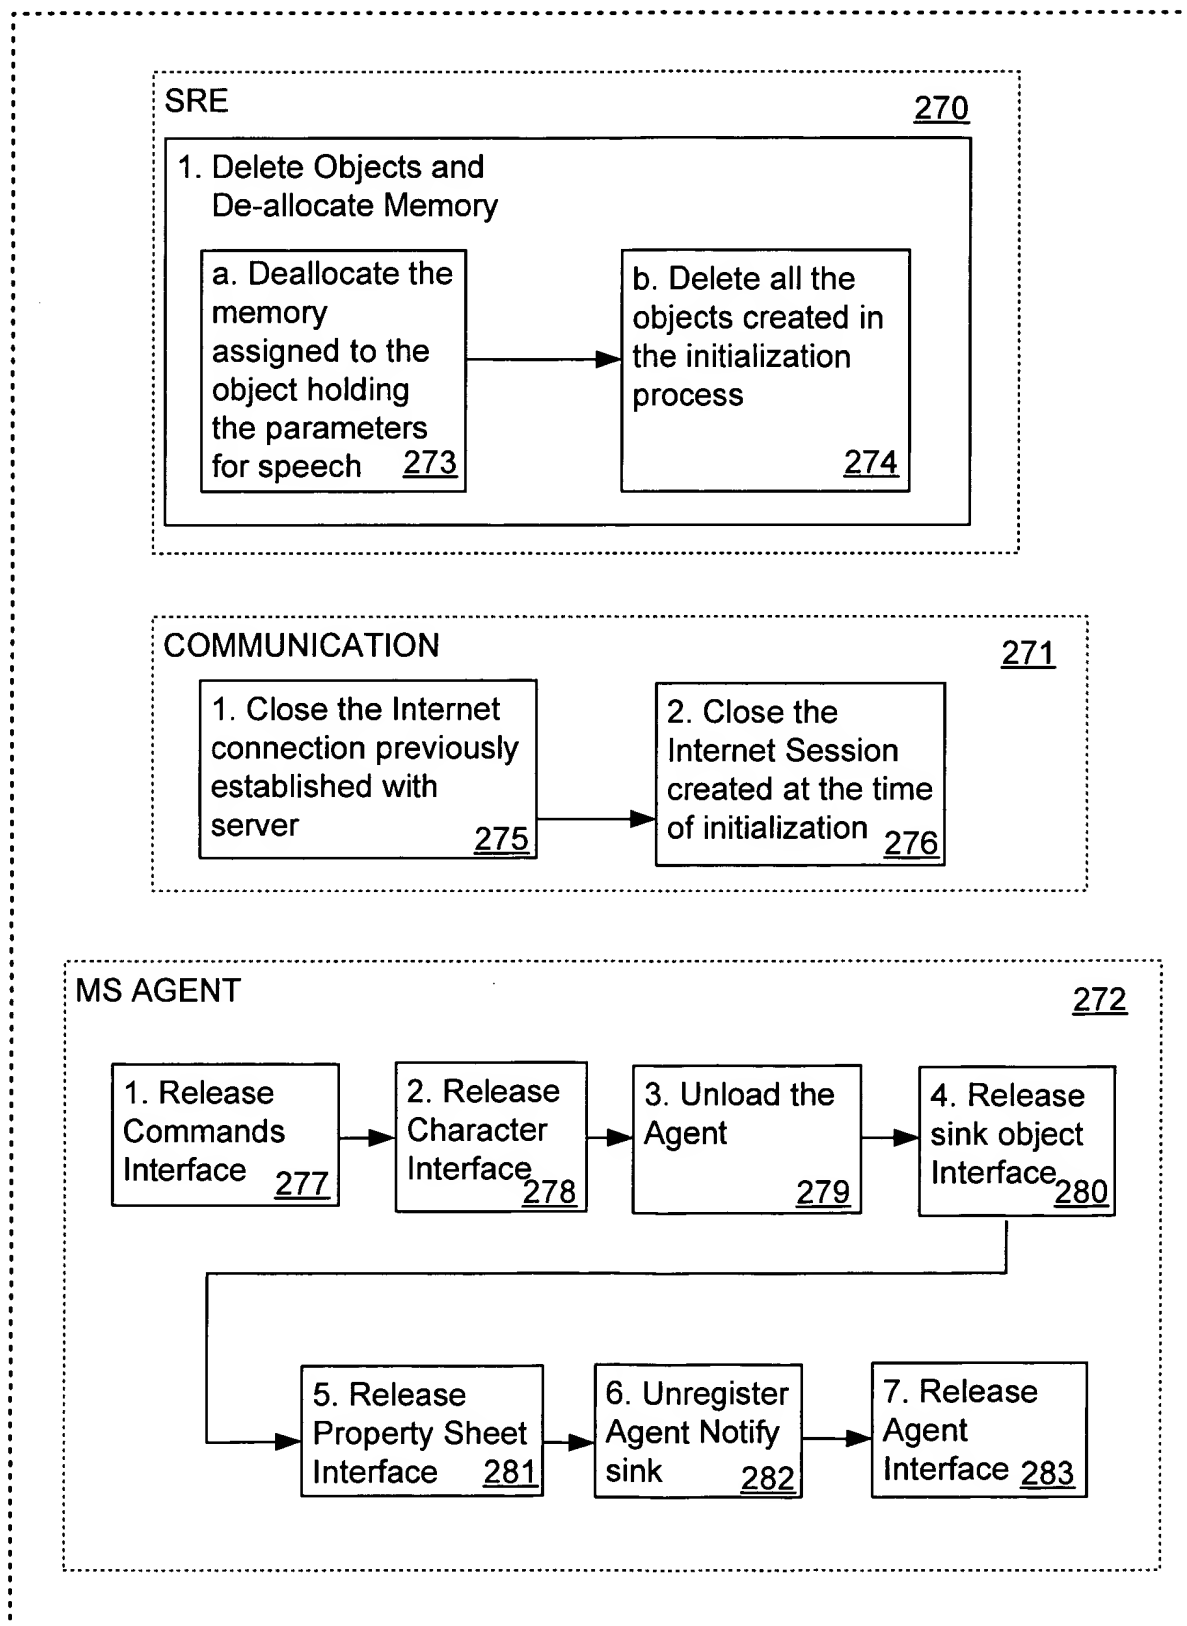 SRE
270
1. Delete Objects and
De-allocate Memory
a. Deallocate the
memory
assigned to the
object holding
the parameters
for speech 273
b. Delete all the
objects created in
the initialization
process
274
COMMUNICATION
271
1. Close the Internet
connection previously
established with
server
275
2. Close the
Internet Session
created at the time
of initialization
276
MS AGENT
272
1. Release
Commands
Interface
277
2. Release
Character
Interface
278
3. Unload the
Agent
279
4. Release
sink object
Interface
280
5. Release
Property Sheet
Interface 281
6. Unregister
Agent Notify
sink 282
7. Release
Agent
Interface 283